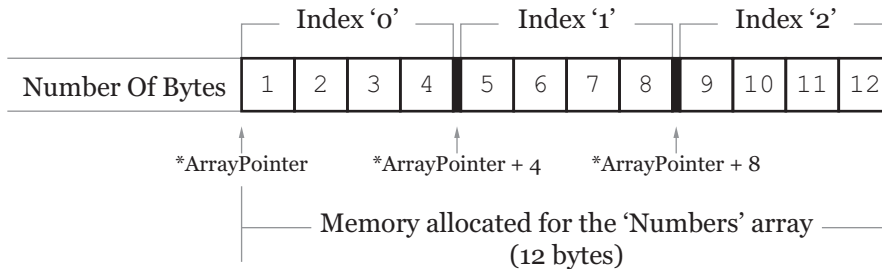 Index ‘0’ Index ‘1’ Index ‘2’
Number Of Bytes 1 2 3 4 5 6 7 8 9 10 11 12
*ArrayPointer *ArrayPointer + 4 *ArrayPointer + 8
Memory allocated for the ‘Numbers’ array
(12 bytes)